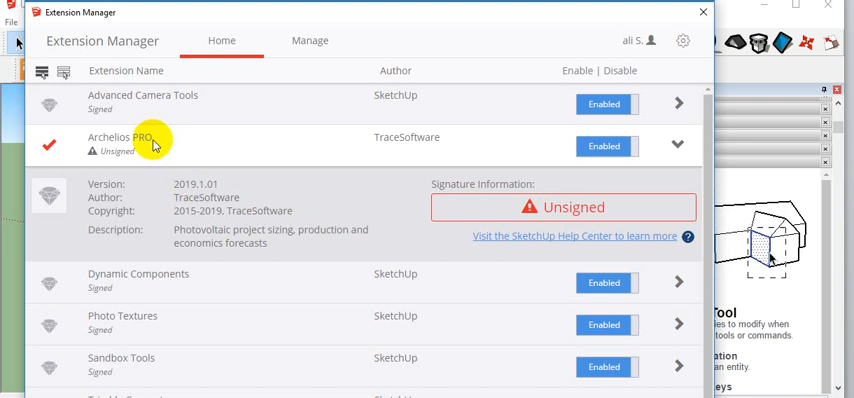 Extension Manager
File
Extension Manager
Home
Manage
ali S.
Extension Name
Author
Enable | Disable
Advanced Camera Tools
Signed
SketchUp
Enabled
Archelios PRO
Unsigned
TraceSoftware
Enabled
Version: 2019.1.01
Author: TraceSoftware
Copyright: 2015-2019, TraceSoftware
Description: Photovoltaic project sizing, production and
economics forecasts
Signature Information:
Unsigned
Visit the SketchUp Help Center to learn more ?
Dynamic Components
Signed
SketchUp
Enabled
Photo Textures
Signed
SketchUp
Enabled
Sandbox Tools
Signed
SketchUp
Enabled
Tool
ies to modify when
tools or commands.
ation
an entity.
eys